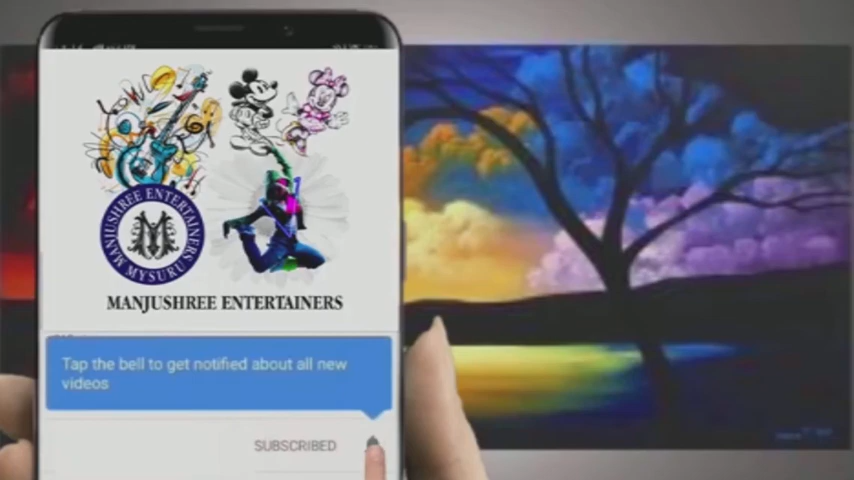 MANJUSHREE ENTERTAINERS
MYSURU
MANJUSHREE ENTERTAINERS
Tap the bell to get notified about all new
videos
SUBSCRIBED